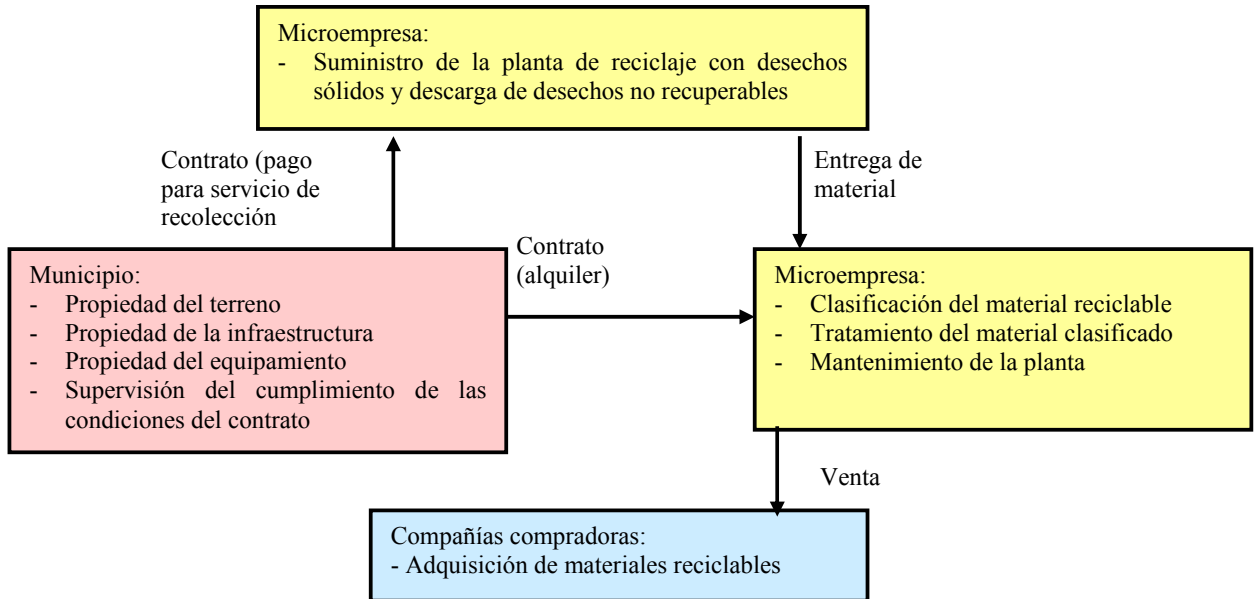 Microempresa:
- Suministro de la planta de reciclaje con desechos
sólidos y descarga de desechos no recuperables
Contrato (pago
para servicio de
recolección
Entrega de
material
Contrato
(alquiler)
Municipio:
- Propiedad del terreno
- Propiedad de la infraestructura
- Propiedad del equipamiento
- Supervisión del cumplimiento de las
condiciones del contrato
Microempresa:
- Clasificación del material reciclable
- Tratamiento del material clasificado
- Mantenimiento de la planta
Venta
Compañías compradoras:
- Adquisición de materiales reciclables